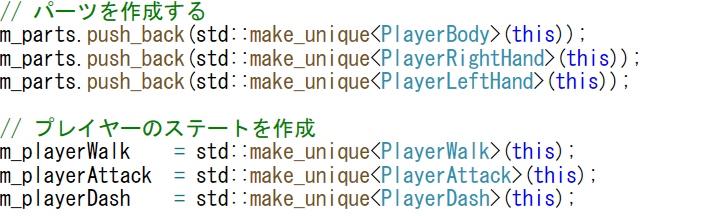 // パーツを作成する
m_parts.push_back(std::make_unique<PlayerBody>(this));
m_parts.push_back(std::make_unique<PlayerRightHand>(this));
m_parts.push_back(std::make_unique<PlayerLeftHand>(this));
// プレイヤーのステートを作成
m_playerWalk   = std::make_unique<PlayerWalk>(this);
m_playerAttack = std::make_unique<PlayerAttack>(this);
m_playerDash   = std::make_unique<PlayerDash>(this);